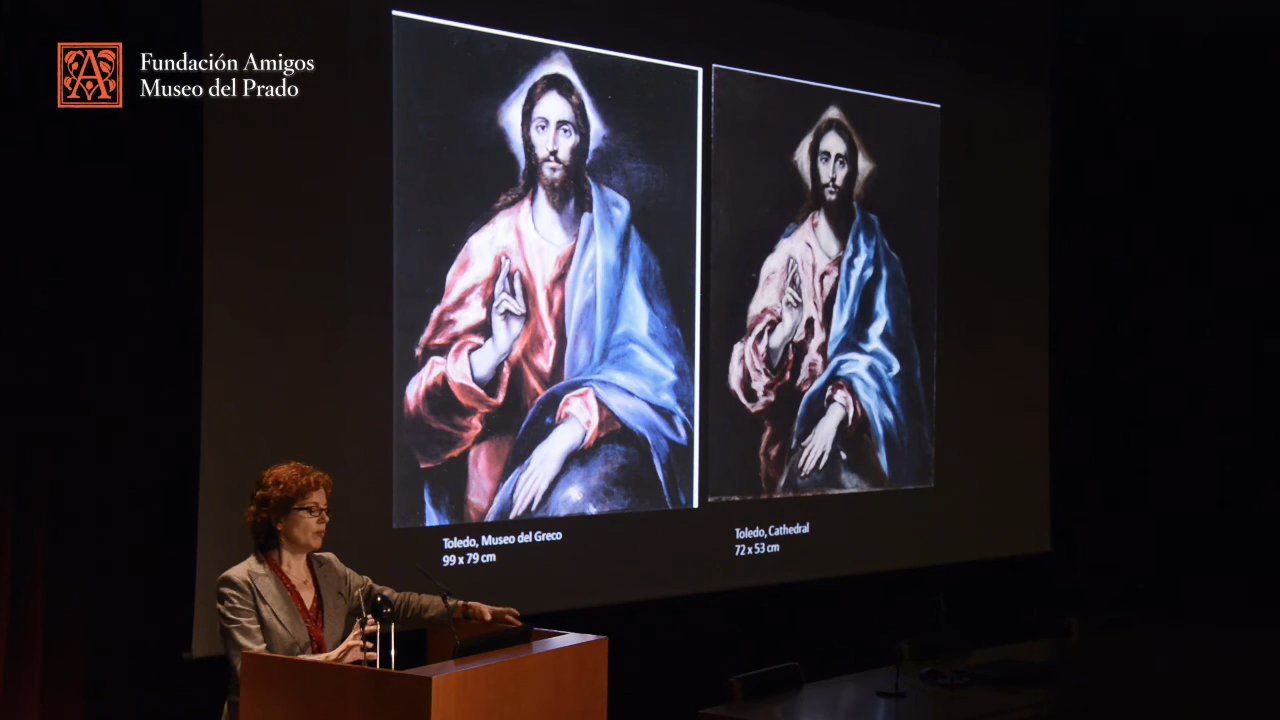 Fundación Amigos
Museo del Prado
Toledo, Museo del Greco
99 x 79 cm
Toledo, Cathedral
72 x 53 cm